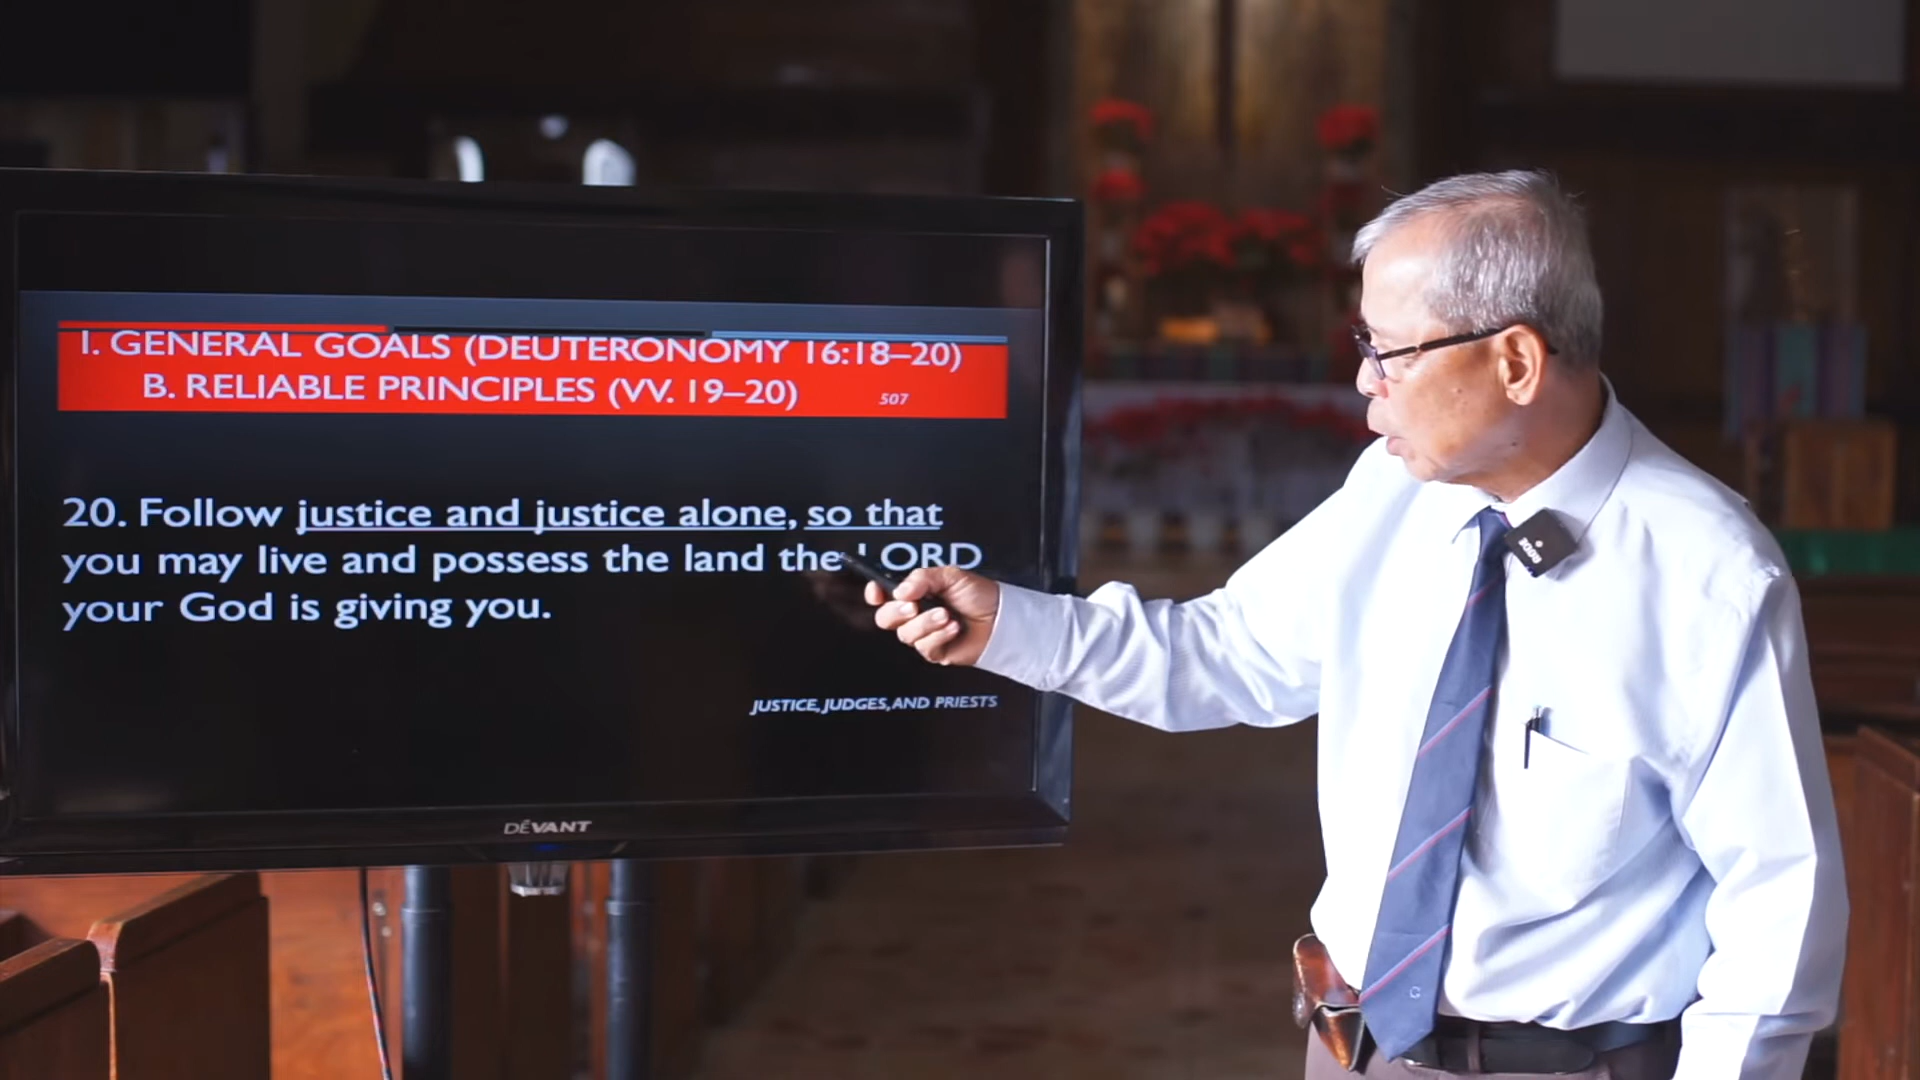 I. GENERAL GOALS (DEUTERONOMY 16:18–20)
B. RELIABLE PRINCIPLES (VV. 19–20)
507
20. Follow justice and justice alone, so that
you may live and possess the land the LORD
your God is giving you.
JUSTICE, JUDGES, AND PRIESTS
DEVANT
RODE
G